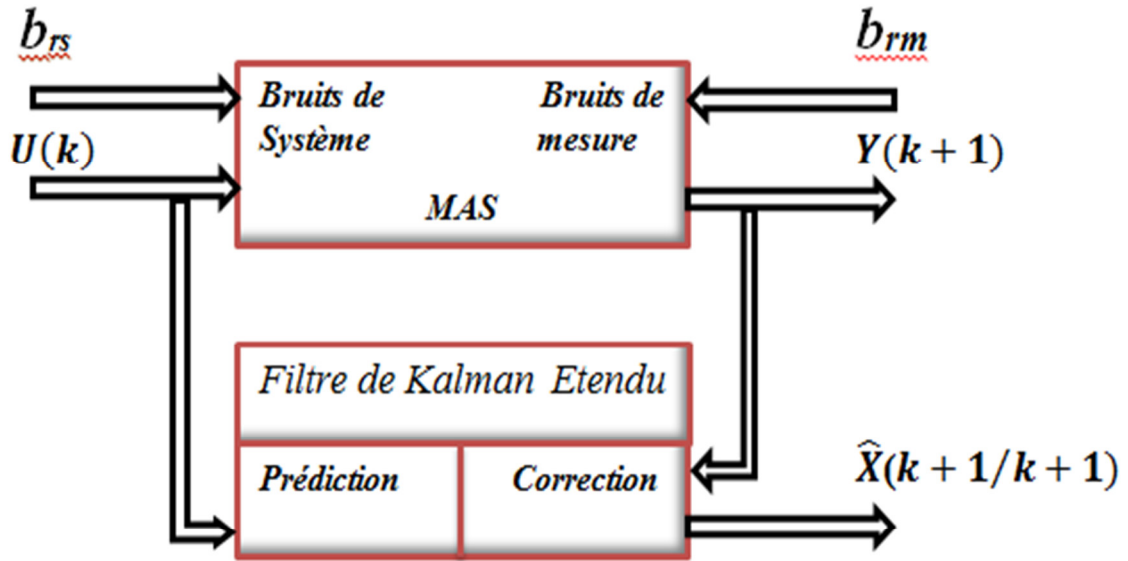 b_rs
b_rm
Bruits de Système
Bruits de mesure
U(k)
Y(k + 1)
MAS
Filtre de Kalman Etendu
Prédiction
Correction
X̂(k + 1/k + 1)